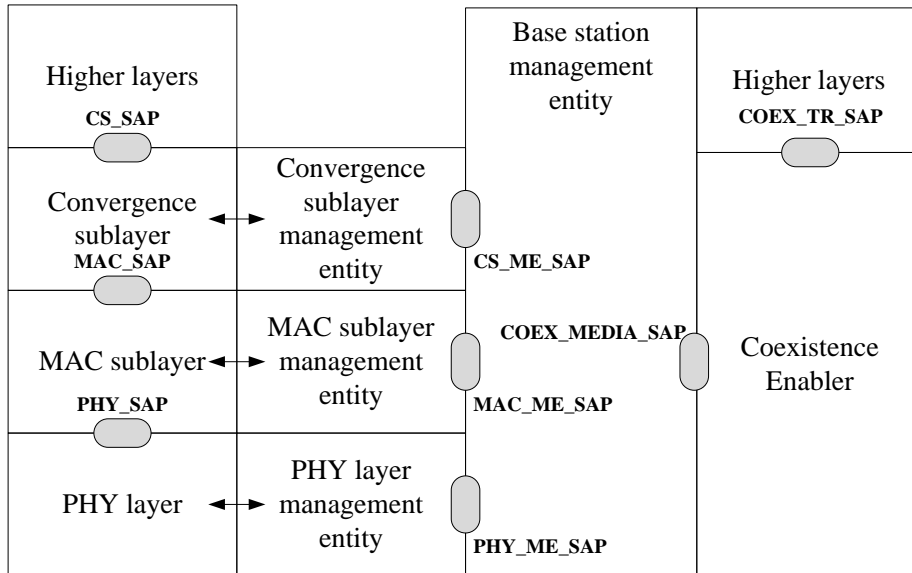 Higher layers
CS_SAP
Convergence
sublayer
MAC_SAP
MAC sublayer
PHY_SAP
PHY layer
Convergence
sublayer
management
entity
MAC sublayer
management
entity
PHY layer
management
entity
Base station
management
entity
CS_ME_SAP
COEX_MEDIA_SAP
MAC_ME_SAP
PHY_ME_SAP
Higher layers
COEX_TR_SAP
Coexistence
Enabler